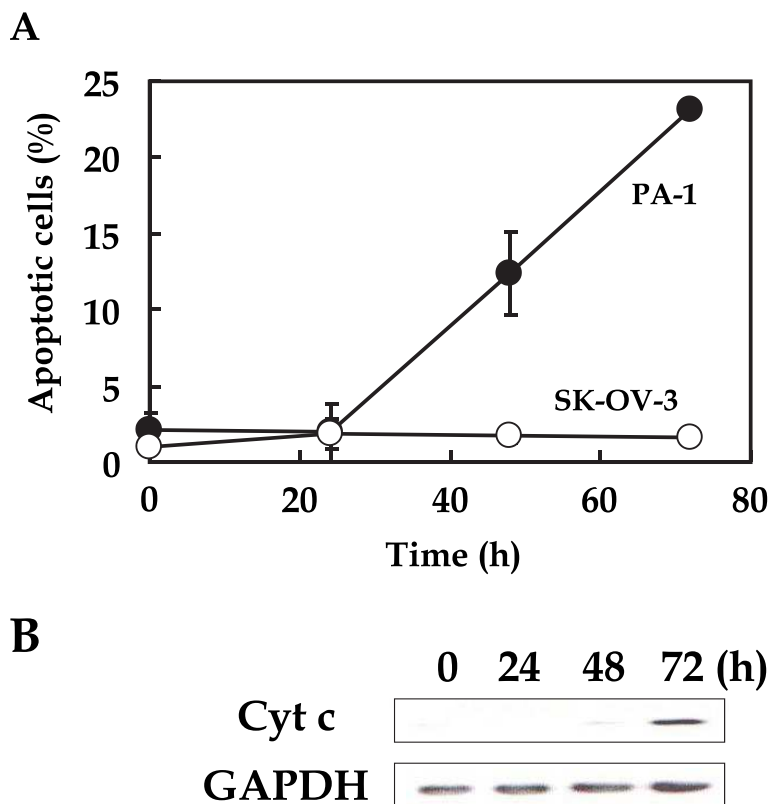 A
25
20
15
10
5
0
Apoptotic cells (%)
PA-1
SK-OV-3
0 20 40 60 80
Time (h)
B
0 24 48 72 (h)
Cyt c
GAPDH